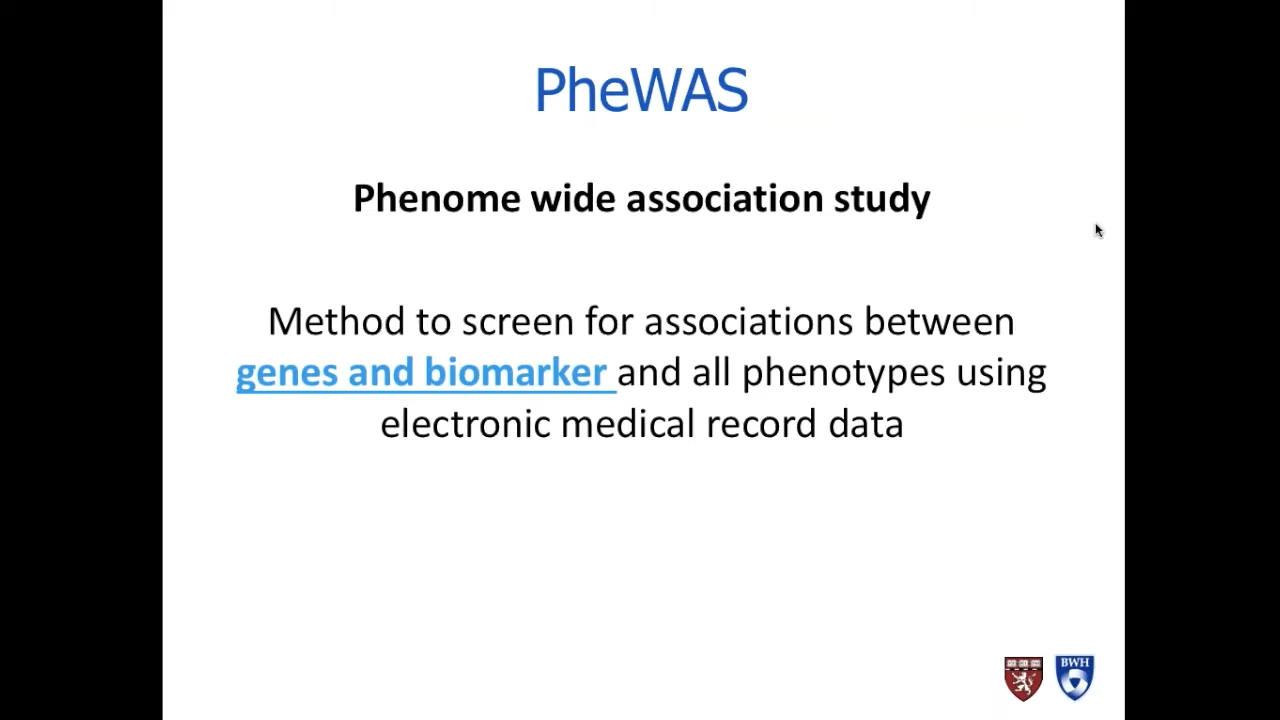 PheWAS
Phenome wide association study
Method to screen for associations between
genes and biomarker and all phenotypes using
electronic medical record data
BWH